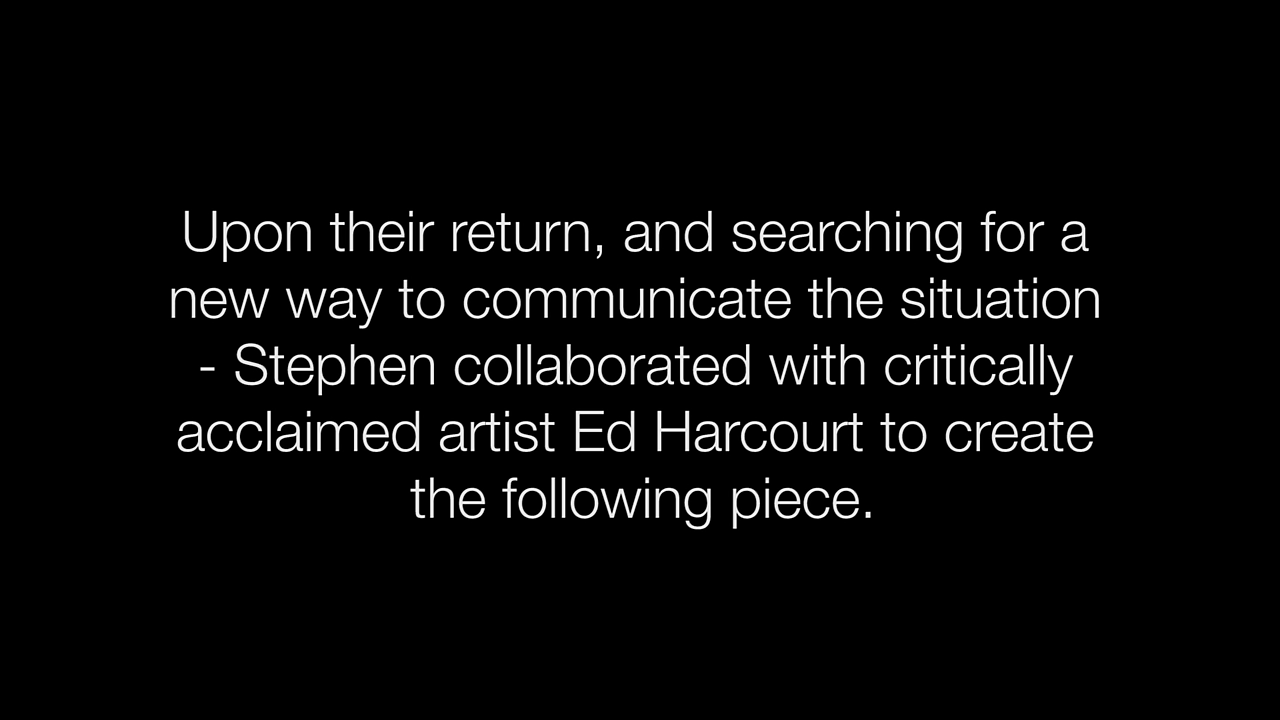 Upon their return, and searching for a
new way to communicate the situation
- Stephen collaborated with critically
acclaimed artist Ed Harcourt to create
the following piece.